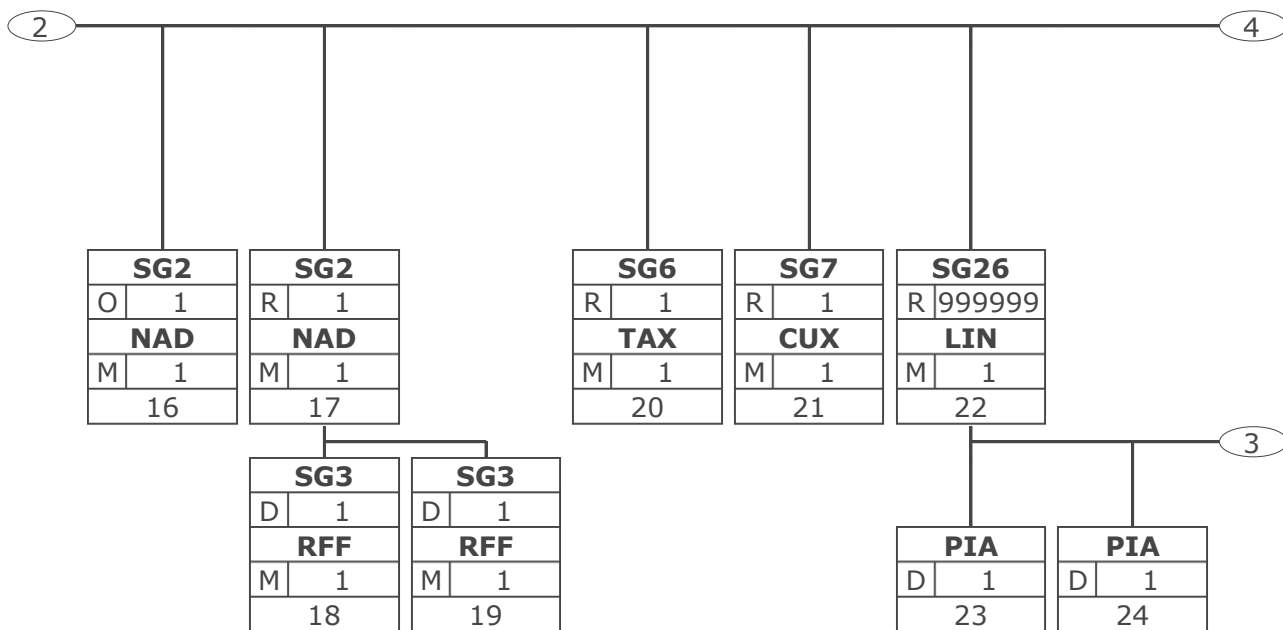 2 4
SG2 SG2 SG6 SG7 SG26
O 1 R 1 R 1 R 1 R 999999
NAD NAD TAX CUX LIN
M 1 M 1 M 1 M 1 M 1
16 17 20 21 22
3
SG3 SG3
D 1 D 1
RFF RFF PIA PIA
M 1 M 1 D 1 D 1
18 19 23 24